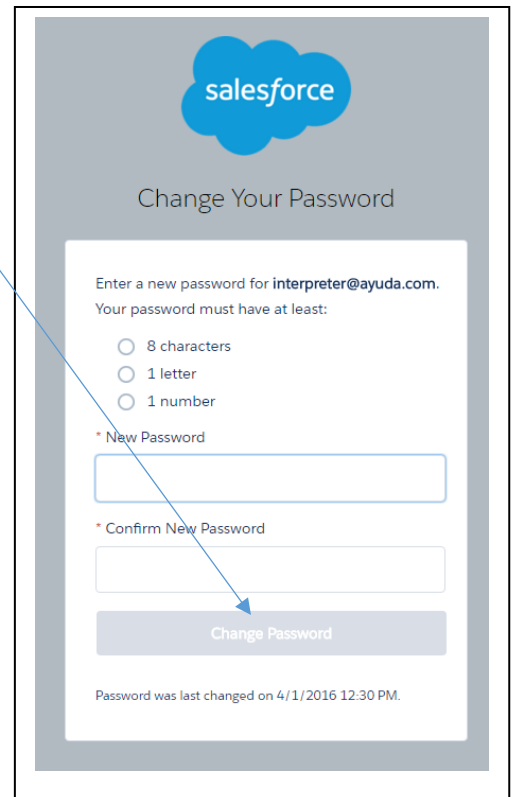 salesforce
Change Your Password
Enter a new password for interpreter@ayuda.com.
Your password must have at least:
8 characters
1 letter
1 number
* New Password
* Confirm New Password
Change Password
Password was last changed on 4/1/2016 12:30 PM.